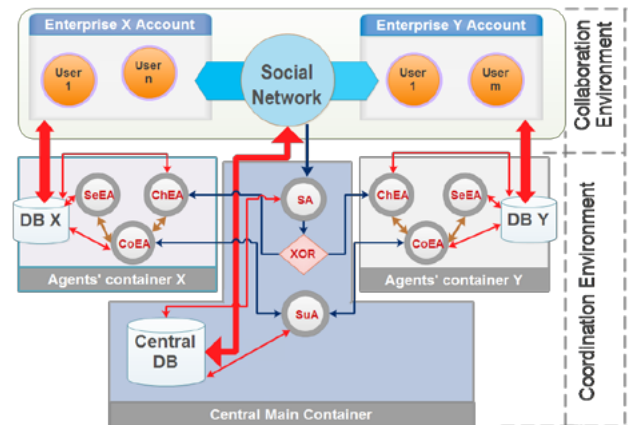 Enterprise X Account
Enterprise Y Account
User
1
User
n
Social
Network
User
1
User
m
Collaboration
Environment
SeEA
ChEA
DB X
CoEA
Agents' container X
SA
XOR
SuA
ChEA
SeEA
DB Y
CoEA
Agents' container Y
Central
DB
Central Main Container
Coordination Environment